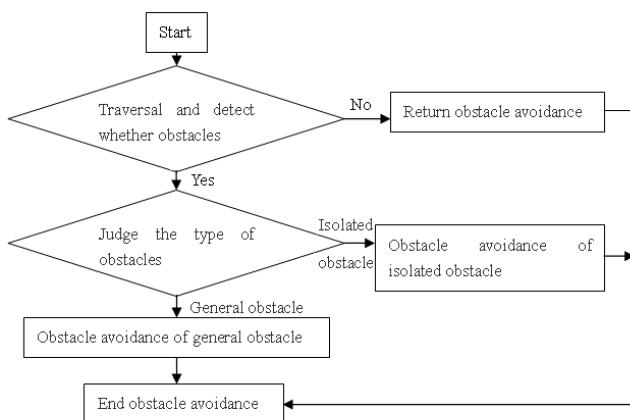 Start
Traversal and detect
whether obstacles
No
Return obstacle avoidance
Yes
Judge the type of
obstacles
Isolated
obstacle
Obstacle avoidance of
isolated obstacle
General obstacle
Obstacle avoidance of general obstacle
End obstacle avoidance